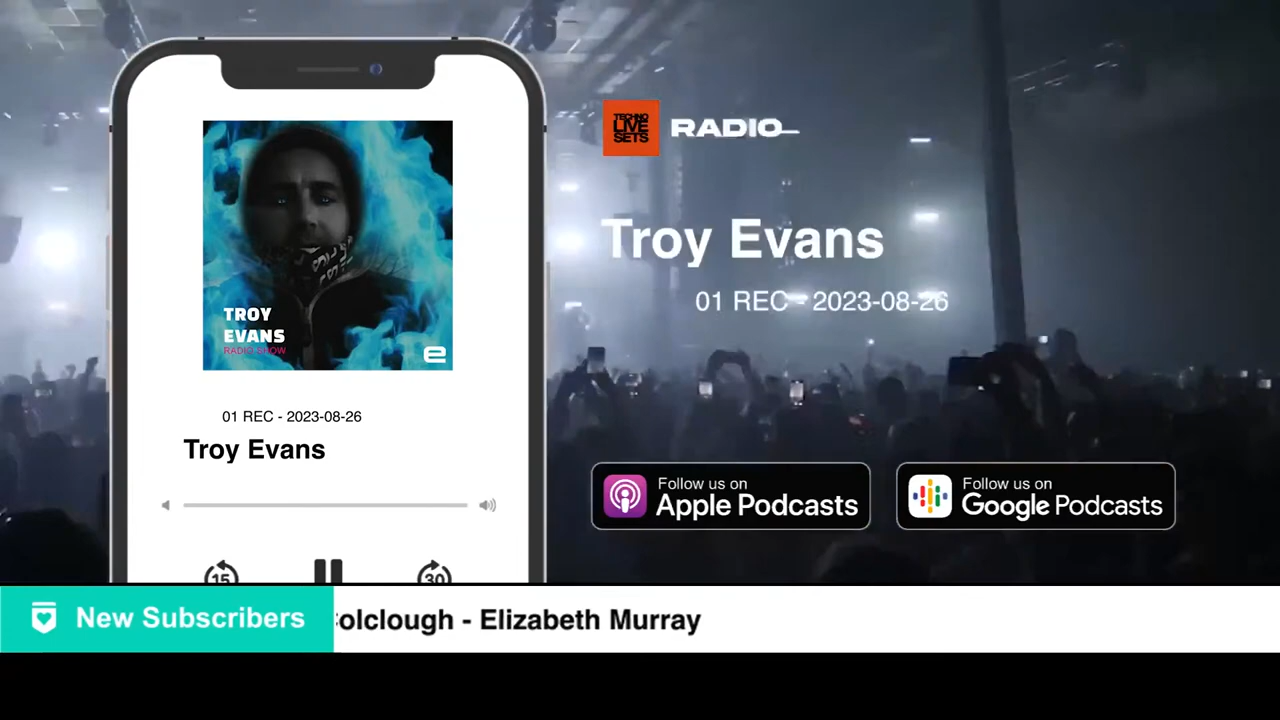 TECHNO
LIVE
SETS
RADIO
Troy Evans
01 REC - 2023-08-26
TROY
EVANS
RADIO SHOW
e
01 REC - 2023-08-26
Troy Evans
15
30
Follow us on
Apple Podcasts
Follow us on
Google Podcasts
New Subscribers
olclough - Elizabeth Murray